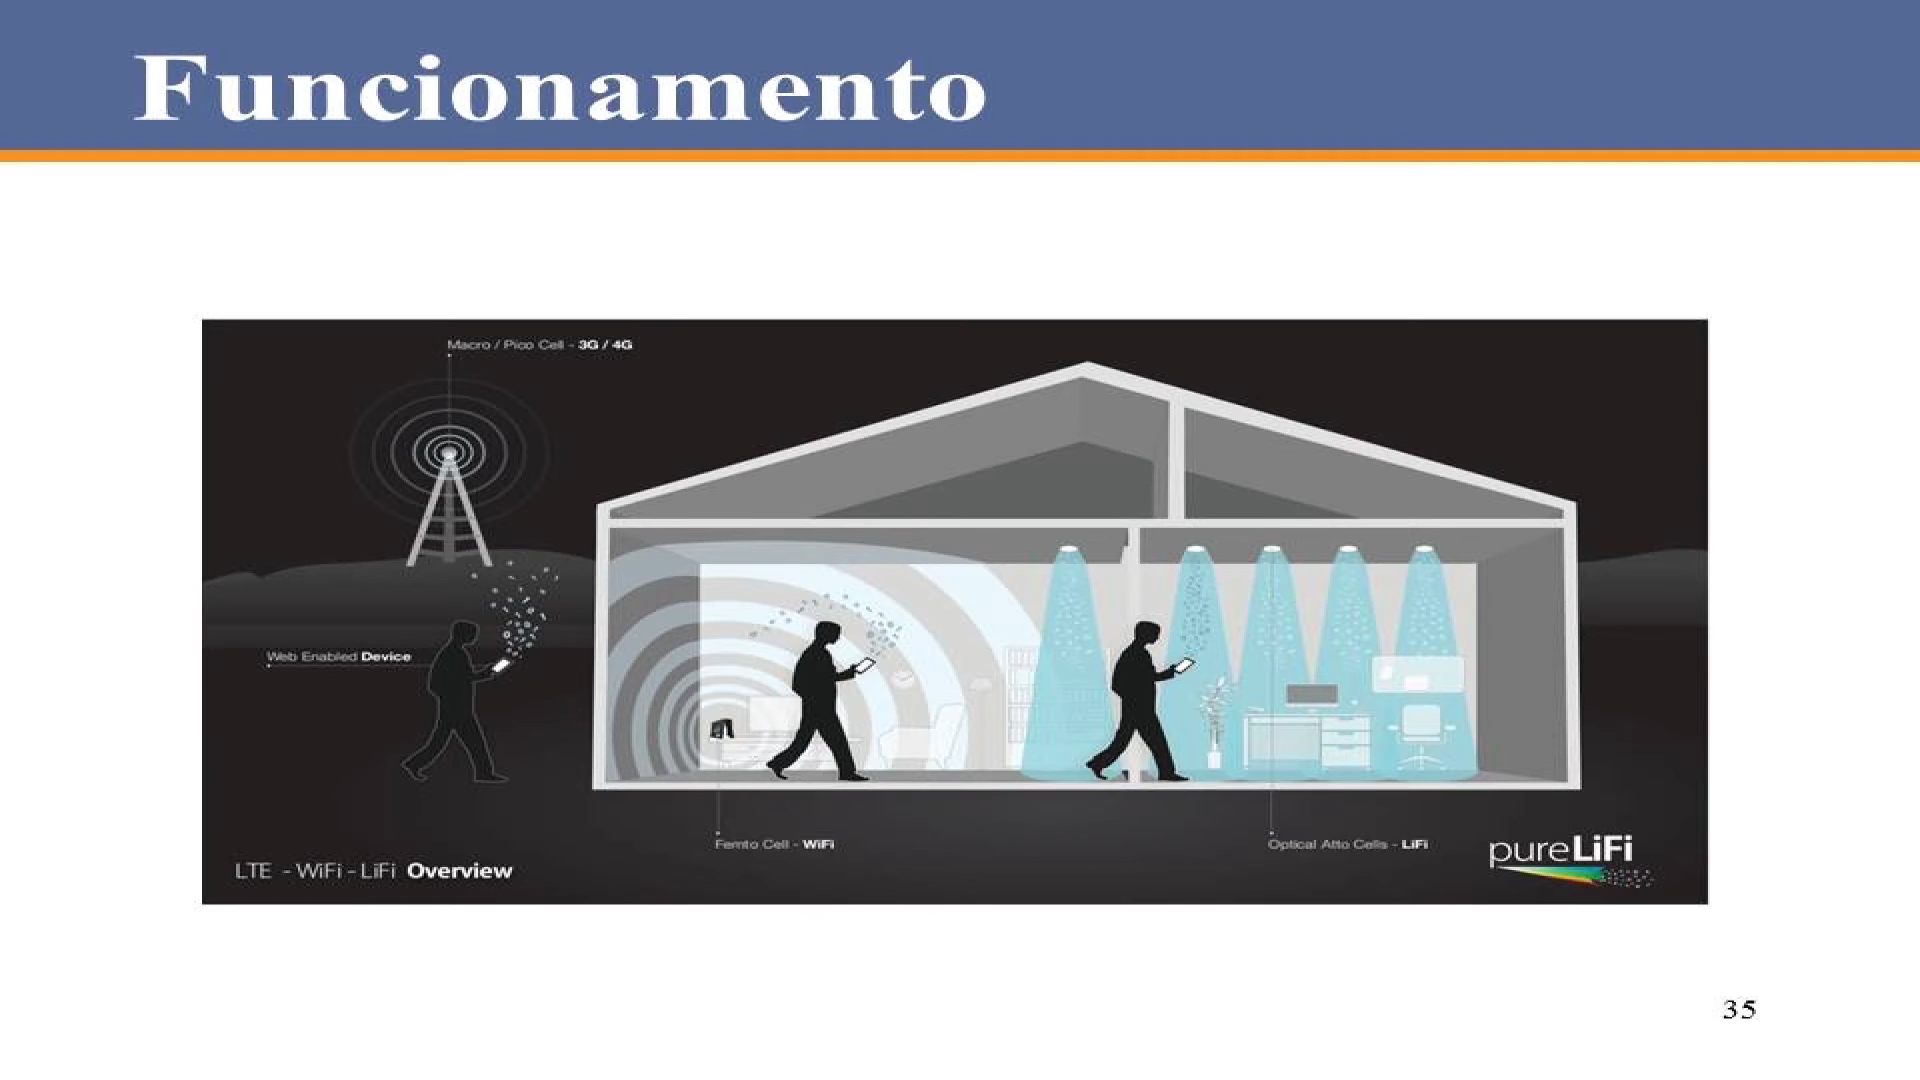 Funcionamento
Macro / Pico Cell - 3G / 4G
Web Enabled Device
Femto Cell - WiFi
Optical Atto Cells - LiFi
LTE - WiFi - LiFi Overview
pureLiFi
35